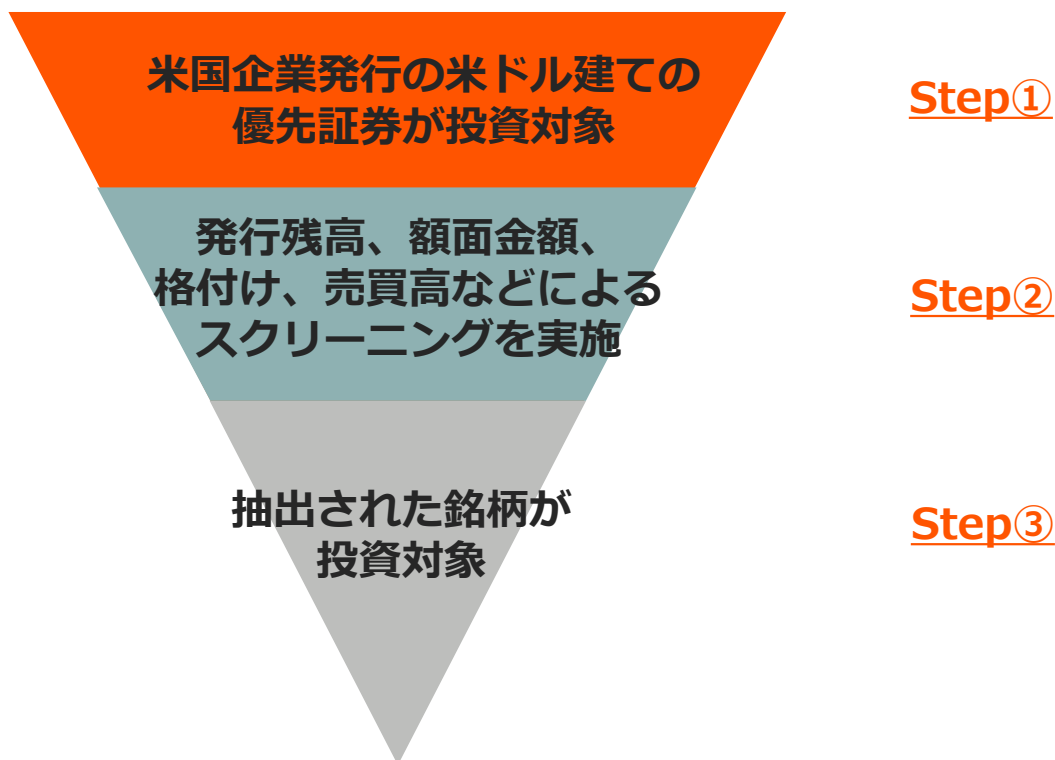 米国企業発行の米ドル建ての
優先証券が投資対象
Step①
発行残高、額面金額、
格付け、売買高などによる
スクリーニングを実施
Step②
抽出された銘柄が
投資対象
Step③